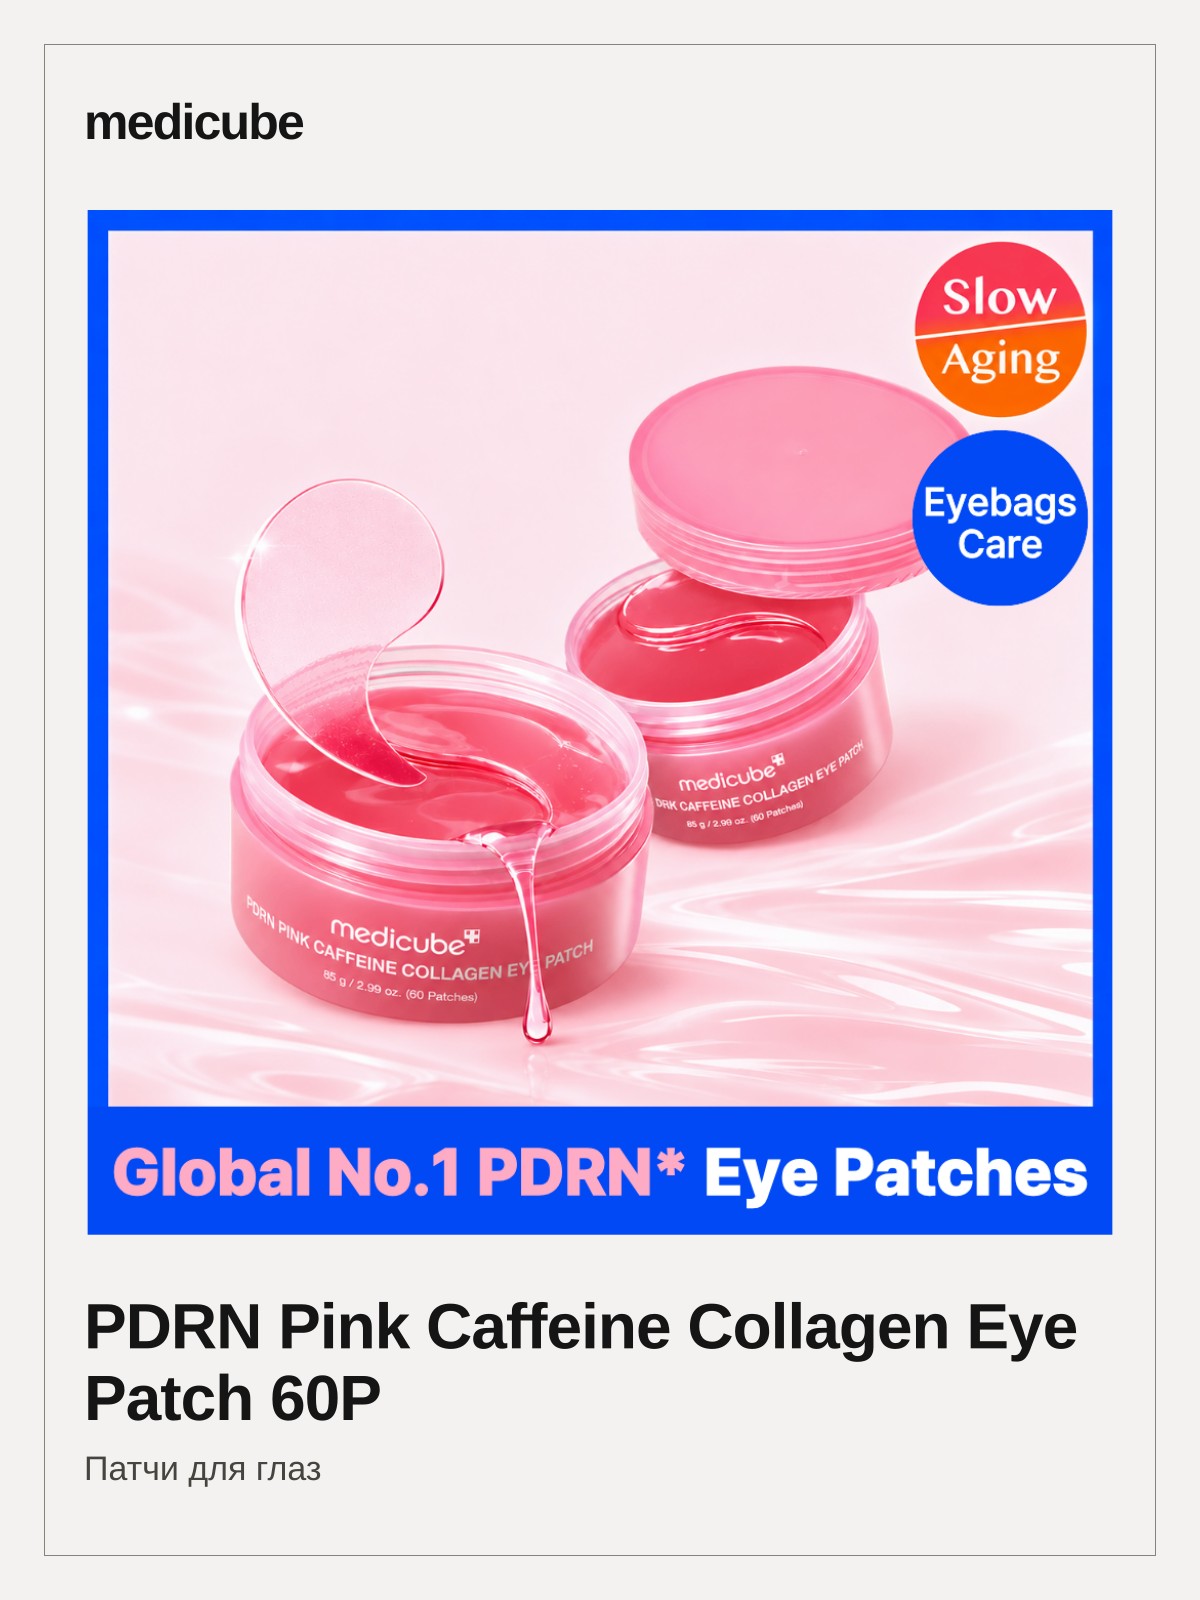 medicube
Slow
Aging
Eyebags
Care
medicube
DRK CAFFEINE COLLAGEN EYE PATCH
85 g / 2.99 oz. (60 Patches)
medicube
PDRN PINK CAFFEINE COLLAGEN EYE PATCH
85 g / 2.99 oz. (60 Patches)
Global No.1 PDRN* Eye Patches
PDRN Pink Caffeine Collagen Eye
Patch 60P
Патчи для глаз